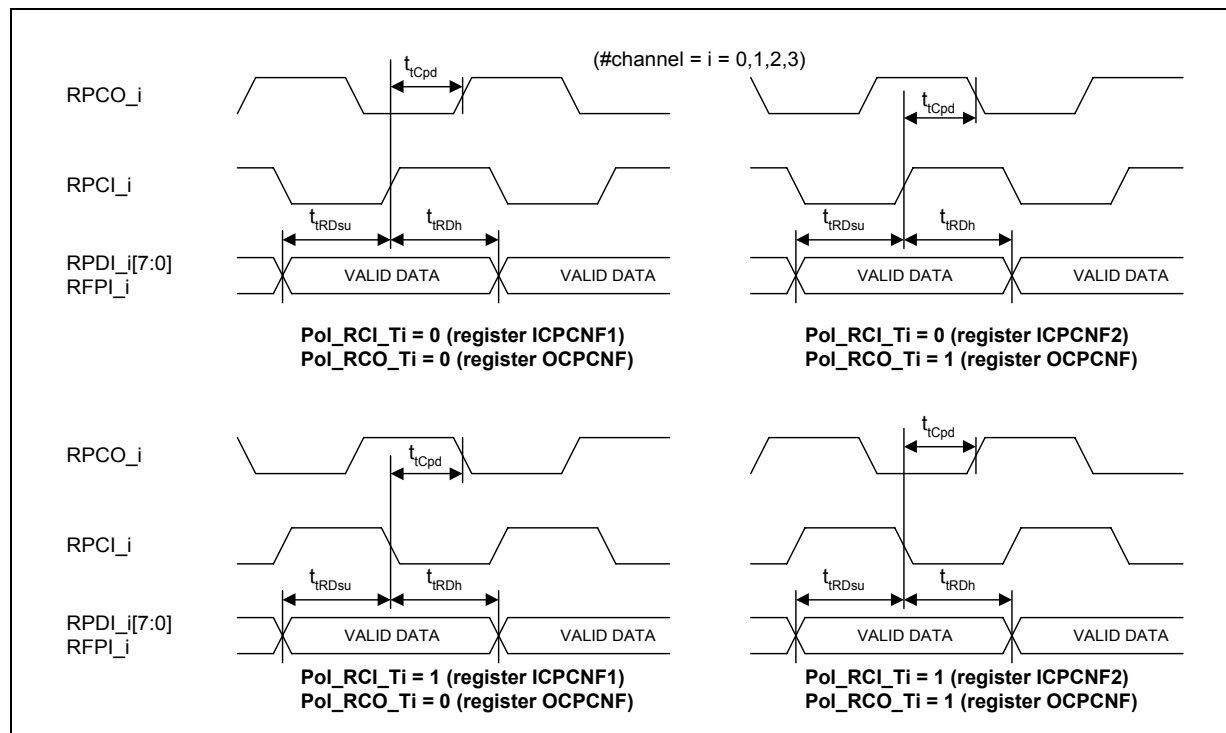 (#channel = i = 0,1,2,3)
RPCO_i
t_tCpd
t_tCpd
RPCI_i
t_tRDsu
t_tRDh
t_tRDsu
t_tRDh
RPDI_i[7:0]
RFPI_i
VALID DATA
VALID DATA
VALID DATA
VALID DATA
Pol_RCI_Ti = 0 (register ICPCNF1)
Pol_RCO_Ti = 0 (register OCPCNF)
Pol_RCI_Ti = 0 (register ICPCNF2)
Pol_RCO_Ti = 1 (register OCPCNF)
RPCO_i
t_tCpd
t_tCpd
RPCI_i
t_tRDsu
t_tRDh
t_tRDsu
t_tRDh
RPDI_i[7:0]
RFPI_i
VALID DATA
VALID DATA
VALID DATA
VALID DATA
Pol_RCI_Ti = 1 (register ICPCNF1)
Pol_RCO_Ti = 0 (register OCPCNF)
Pol_RCI_Ti = 1 (register ICPCNF2)
Pol_RCO_Ti = 1 (register OCPCNF)